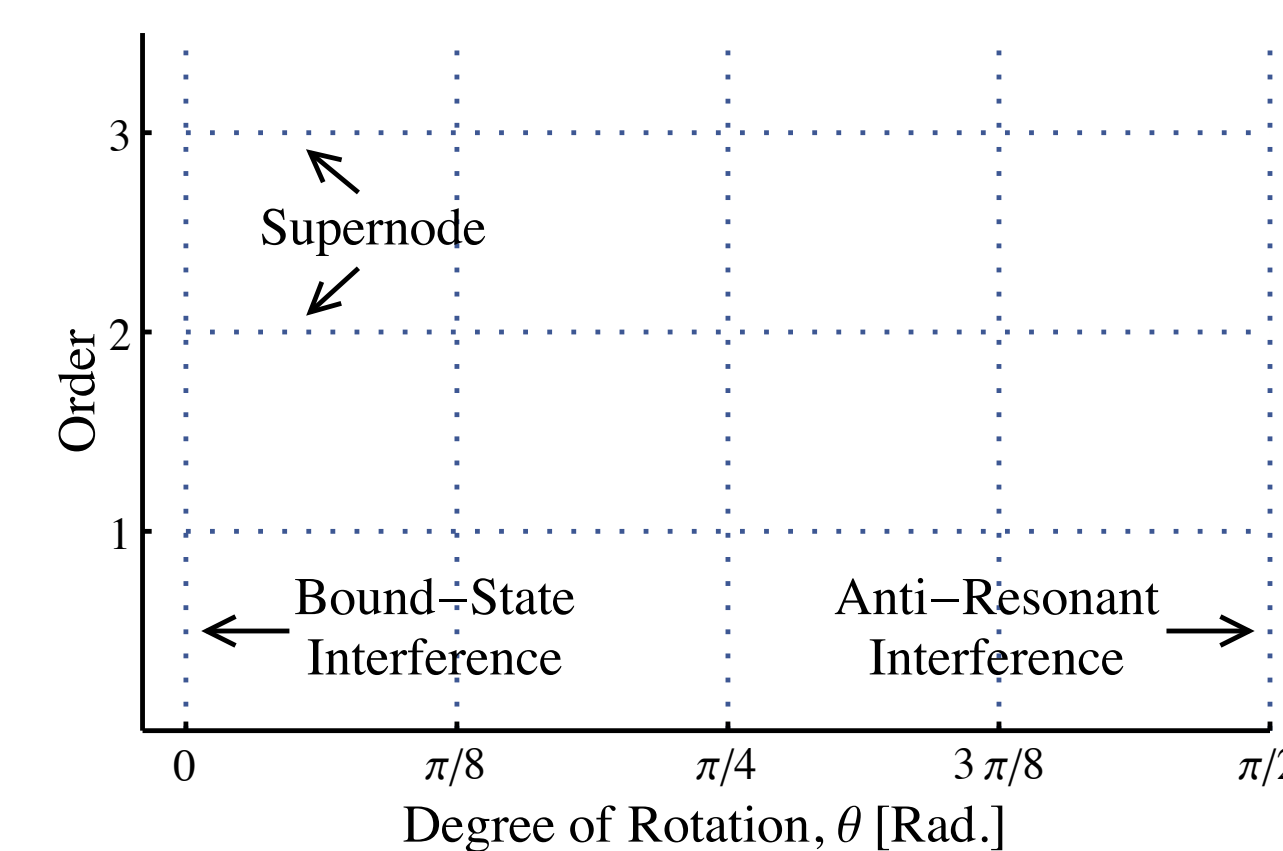 3
Supernode
2
Order
1
Bound–State
Interference
Anti–Resonant
Interference
0
π/8
π/4
3 π/8
π/2
Degree of Rotation, θ [Rad.]